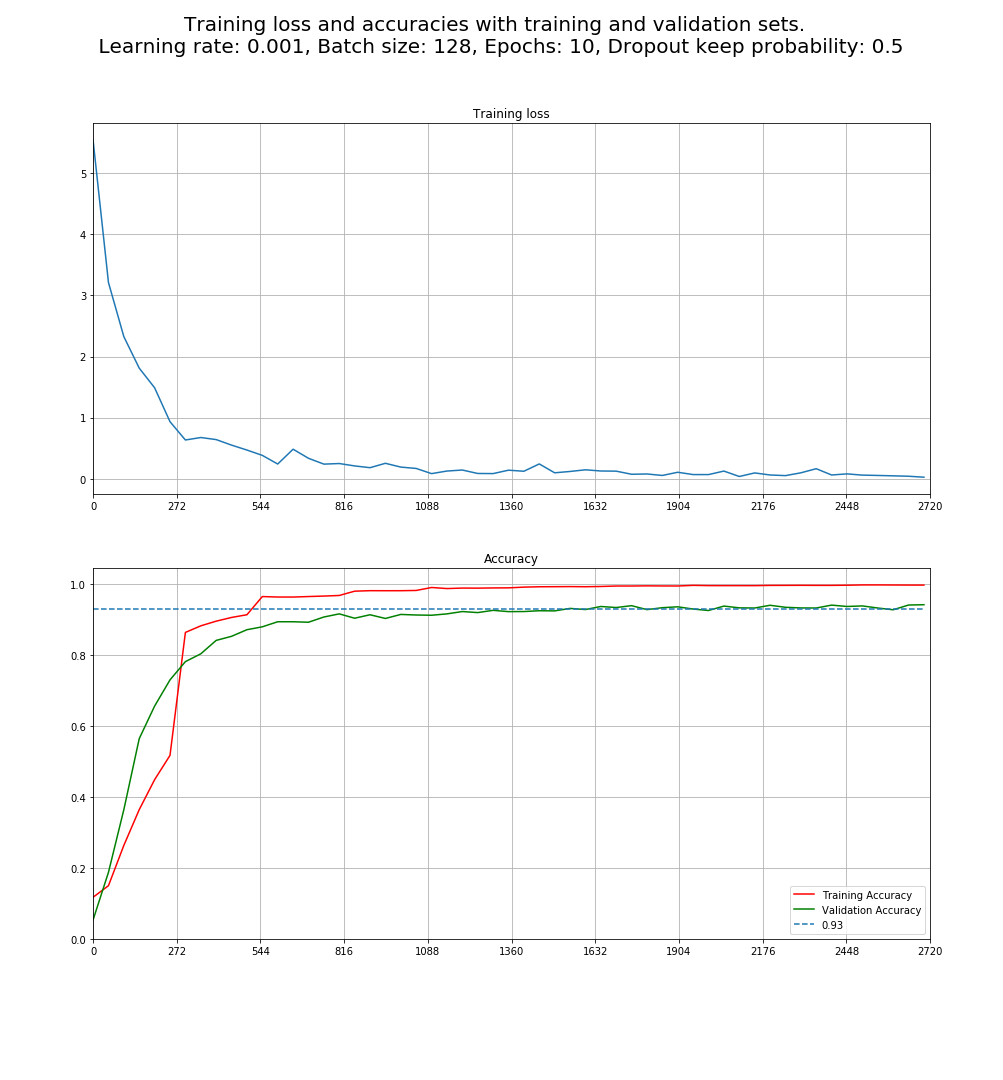 Training loss and accuracies with training and validation sets.
Learning rate: 0.001, Batch size: 128, Epochs: 10, Dropout keep probability: 0.5
Training loss
5
4
3
2
1
0
0 272 544 816 1088 1360 1632 1904 2176 2448 2720
Accuracy
1.0
0.8
0.6
0.4
0.2
0.0
Training Accuracy
Validation Accuracy
0.93
0 272 544 816 1088 1360 1632 1904 2176 2448 2720